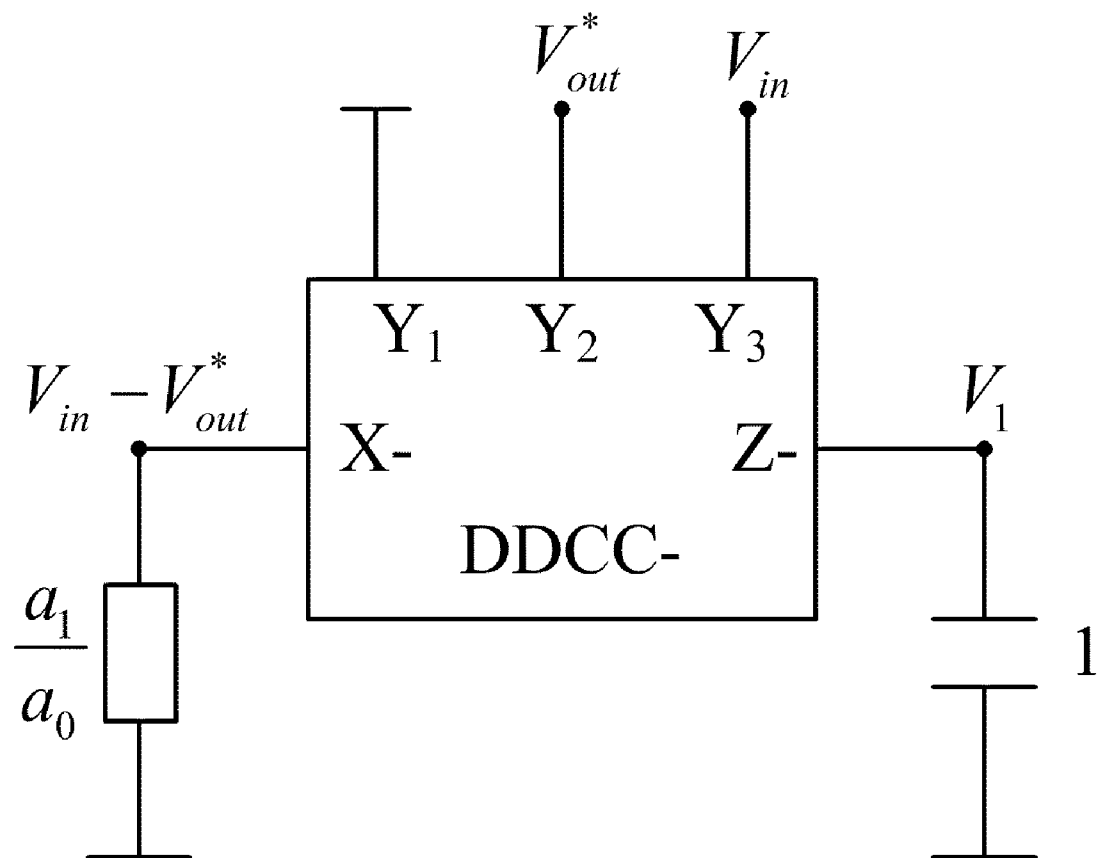 V*out
Vin
Y1
Y2
Y3
Vin − V*out
X-
Z-
V1
DDCC-
a1
a0
1